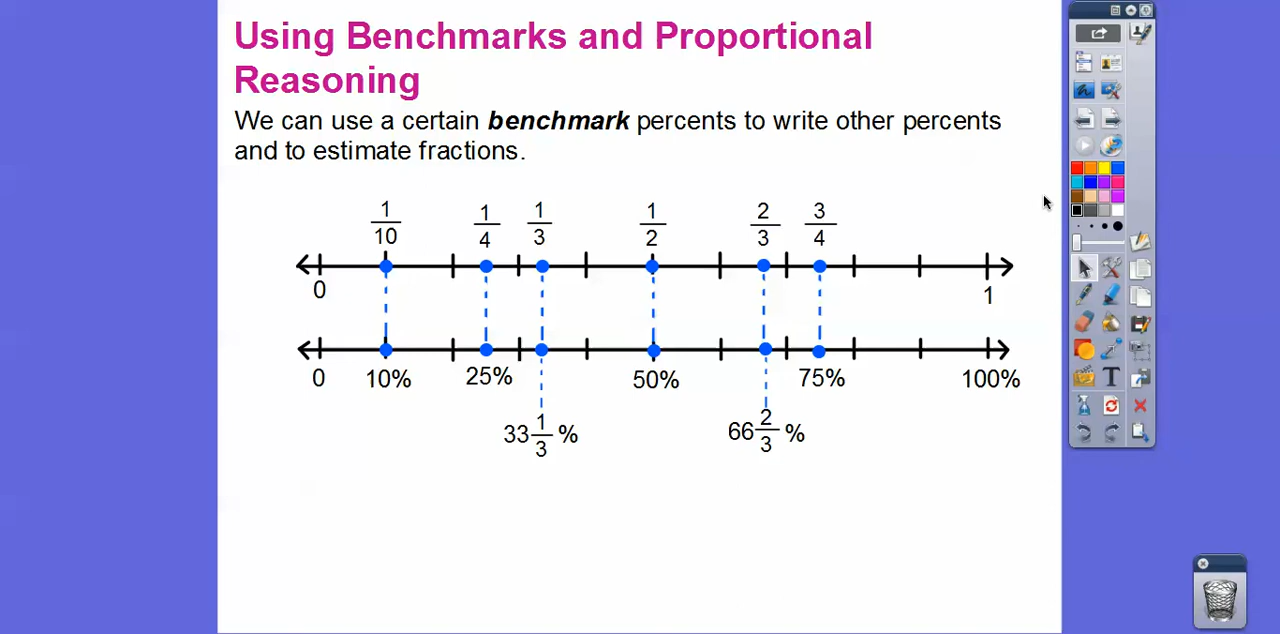 Using Benchmarks and Proportional
Reasoning
We can use a certain benchmark percents to write other percents
and to estimate fractions.
1/10 1/4 1/3 1/2 2/3 3/4
0 1
0 10% 25% 50% 75% 100%
33 1/3 % 66 2/3 %